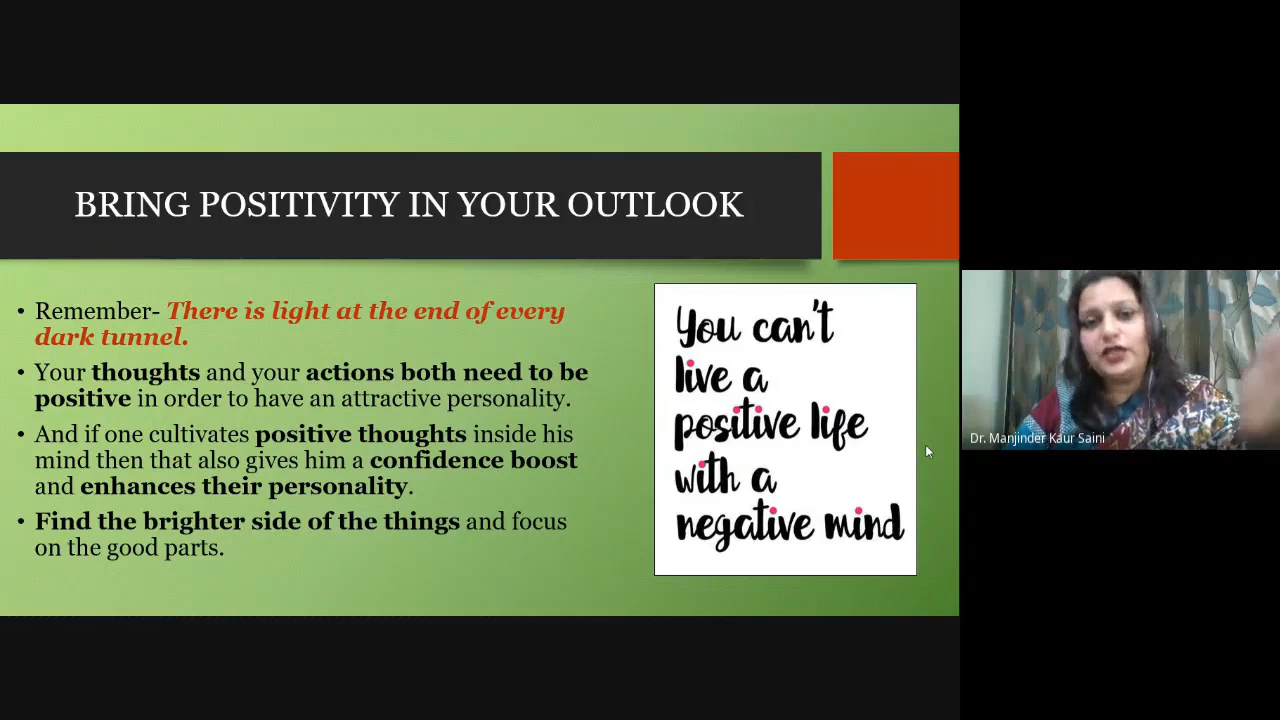 BRING POSITIVITY IN YOUR OUTLOOK
• Remember- There is light at the end of every
dark tunnel.
• Your thoughts and your actions both need to be
positive in order to have an attractive personality.
• And if one cultivates positive thoughts inside his
mind then that also gives him a confidence boost
and enhances their personality.
• Find the brighter side of the things and focus
on the good parts.
You can't
live a
positive life
with a
negative mind
Dr. Manjinder Kaur Saini